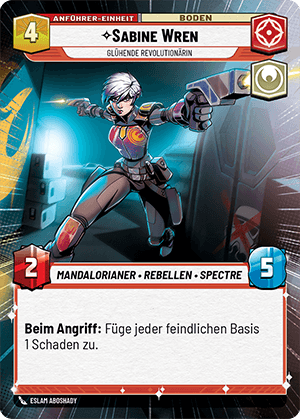 4
ANFÜHRER-EINHEIT
BODEN
SABINE WREN
GLÜHENDE REVOLUTIONÄRIN
2
5
MANDALORIANER • REBELLEN • SPECTRE
Beim Angriff: Füge jeder feindlichen Basis
1 Schaden zu.
ESLAM ABOSHADY